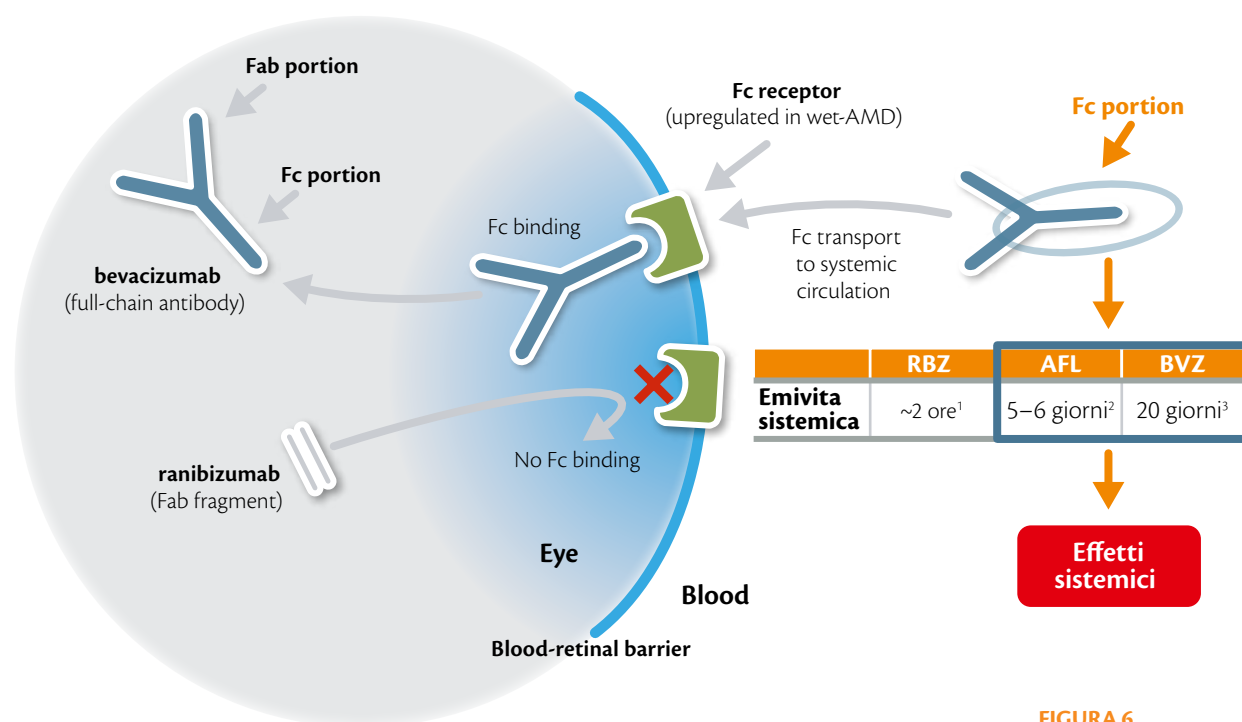 Fab portion
Fc portion
bevacizumab
(full-chain antibody)
ranibizumab
(Fab fragment)
Fc binding
No Fc binding
Eye
Blood
Blood-retinal barrier
Fc receptor
(upregulated in wet-AMD)
Fc transport
to systemic
circulation
Fc portion
RBZ AFL BVZ
Emivita
sistemica
~2 ore¹ 5–6 giorni² 20 giorni³
Effetti
sistemici
FIGURA 6